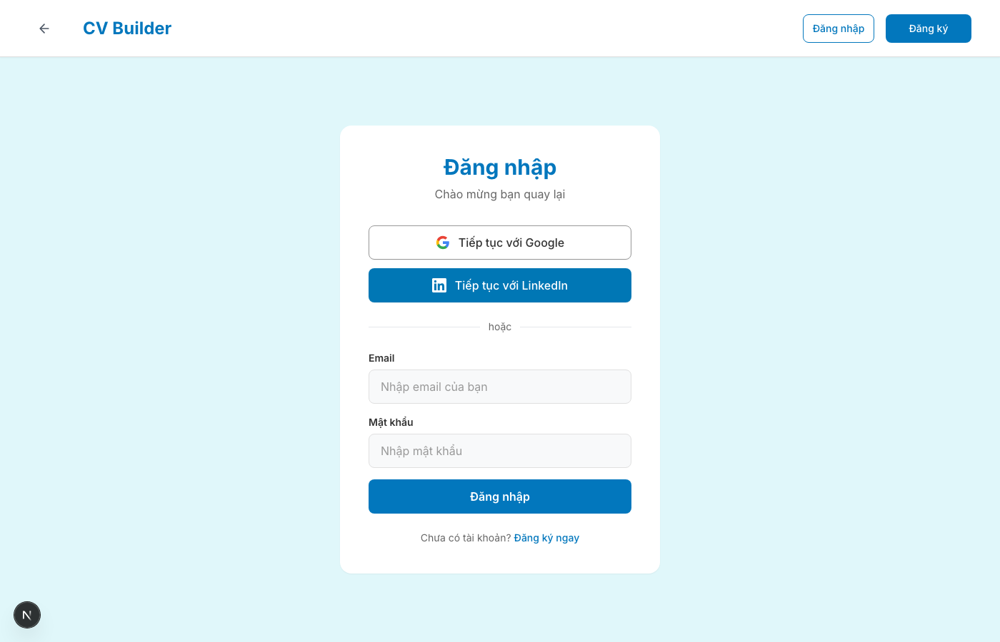 CV Builder
Đăng nhập
Đăng ký
Đăng nhập
Chào mừng bạn quay lại
Tiếp tục với Google
Tiếp tục với LinkedIn
hoặc
Email
Nhập email của bạn
Mật khẩu
Nhập mật khẩu
Đăng nhập
Chưa có tài khoản? Đăng ký ngay